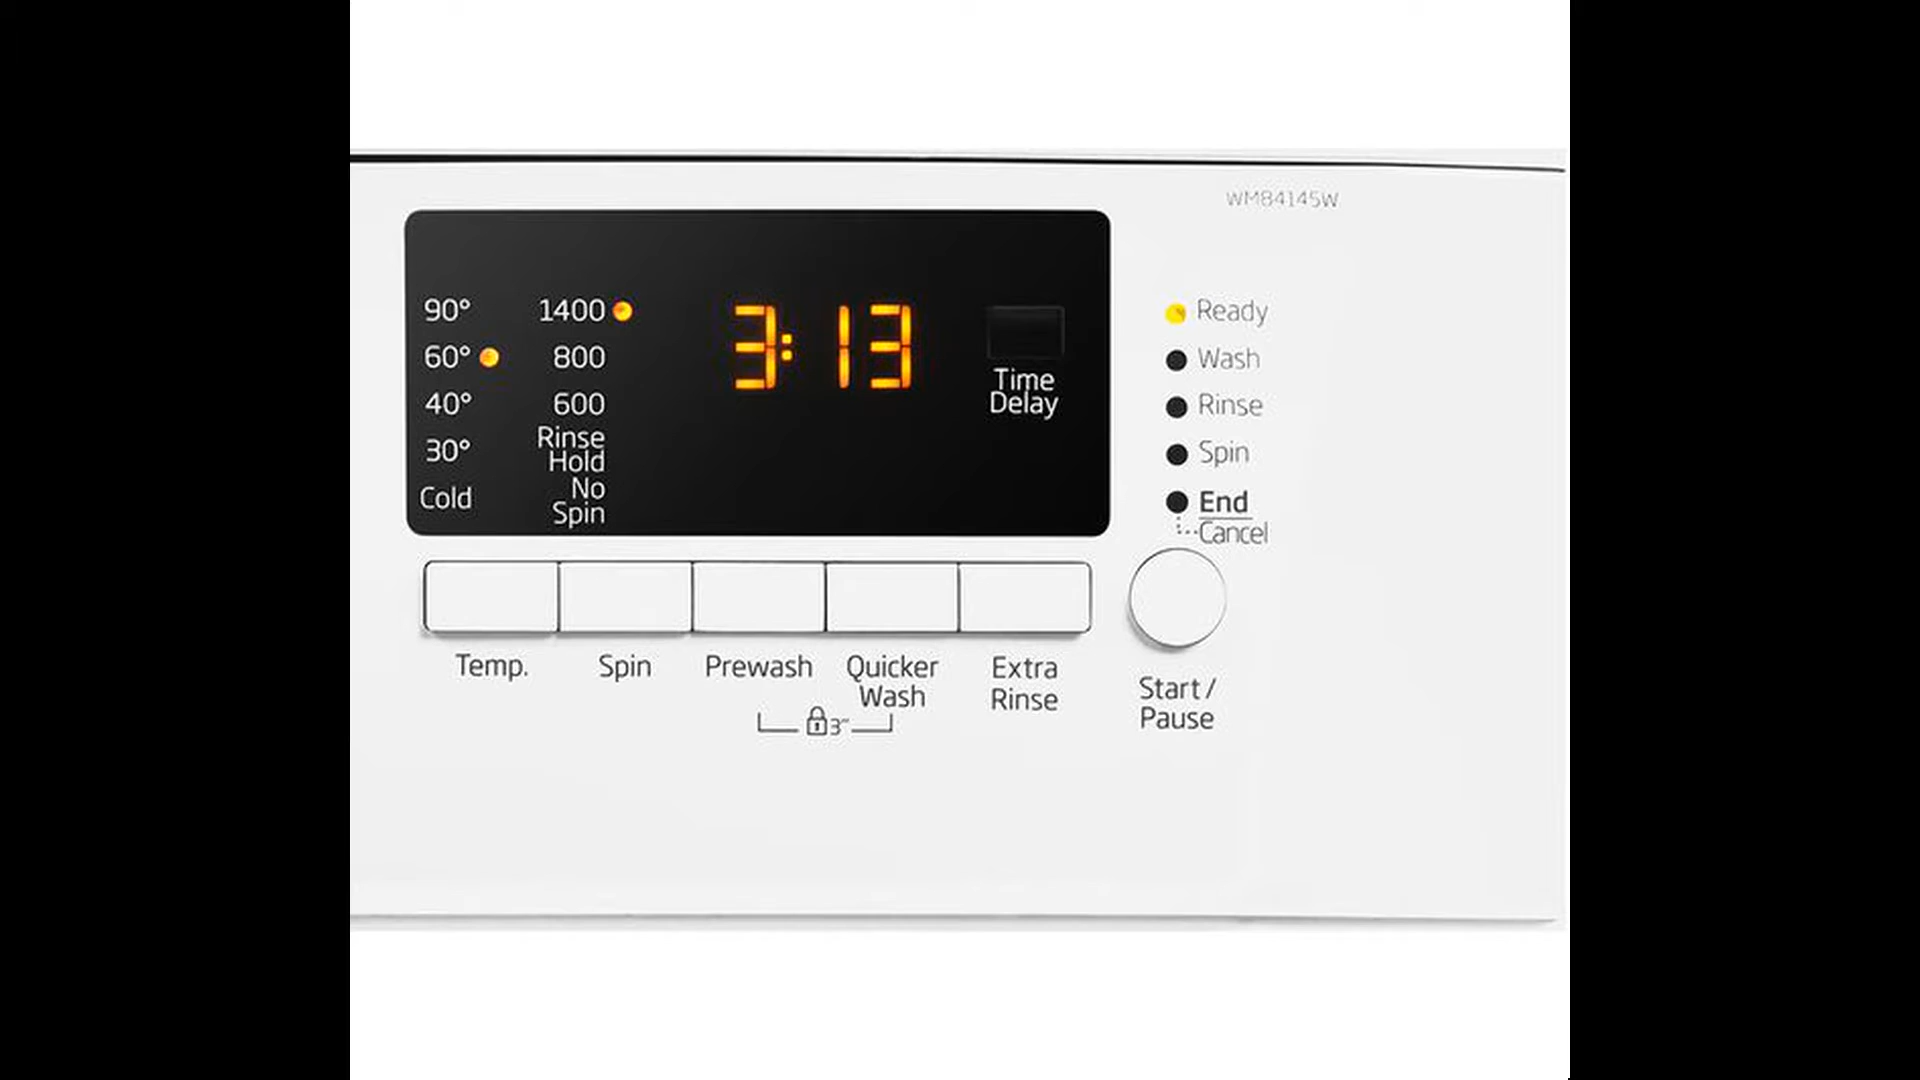 WM84145W
90° 1400 3:13
60° 800
40° 600
30° Rinse
Hold
Cold No
Spin
Time
Delay
Ready
Wash
Rinse
Spin
End
Cancel
Temp. Spin Prewash Quicker
Wash
Extra
Rinse
3"
Start /
Pause